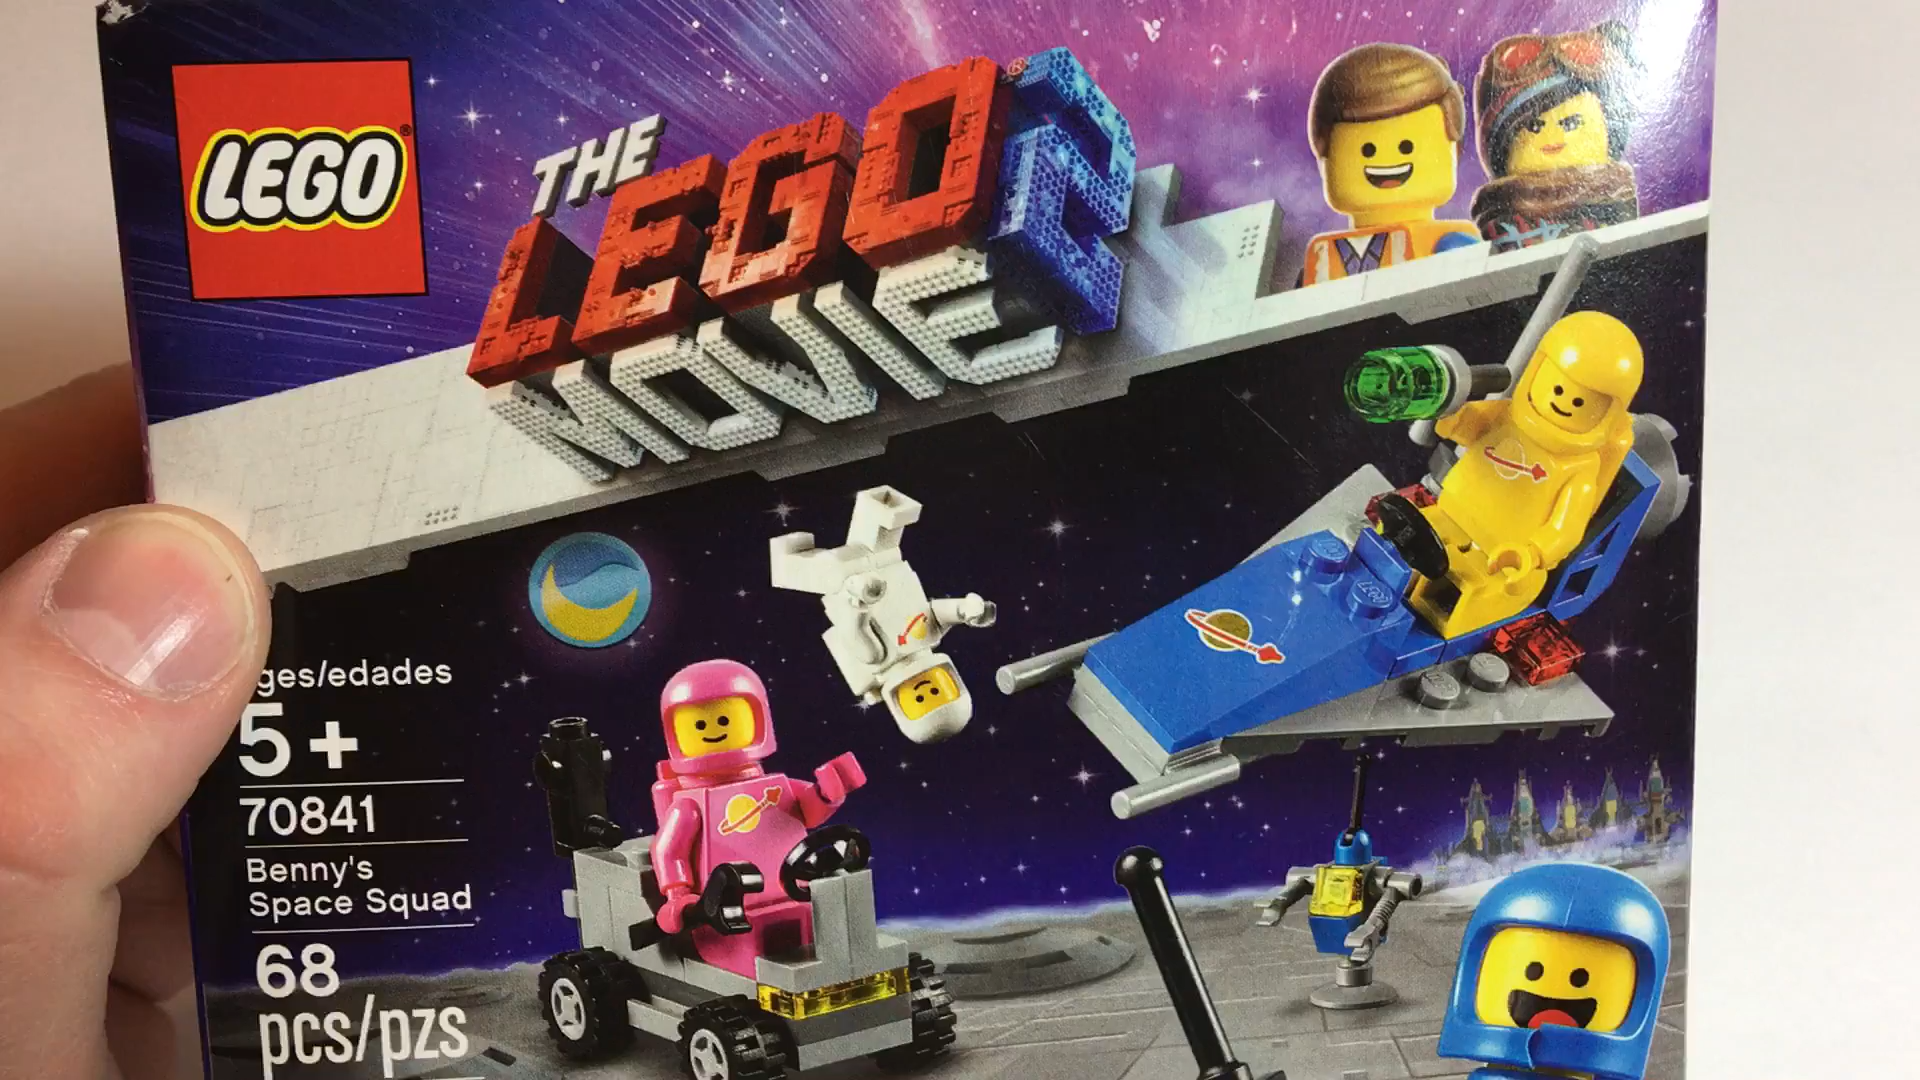 LEGO
THE
LEGO 2
MOVIE
ges/edades
5+
70841
Benny's
Space Squad
68
pcs/pzs